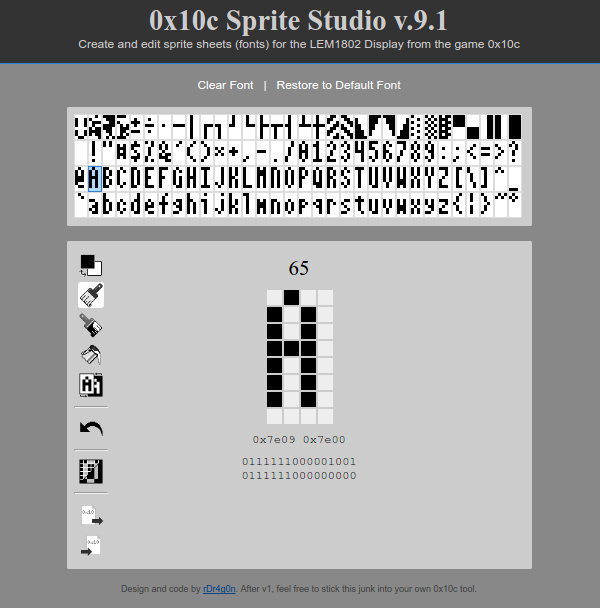 0x10c Sprite Studio v.9.1
Create and edit sprite sheets (fonts) for the LEM1802 Display from the game 0x10c
Clear Font | Restore to Default Font
!"#$%&'()×+,-./0123456789:;<=>?
@ABCDEFGHIJKLMNOPQRSTUVWXYZ[\]^_
`abcdefghijklmnopqrstuvwxyz{|}~°
65
0x7e09 0x7e00
0111111000001001
0111111000000000
Design and code by rDr4g0n. After v1, feel free to stick this junk into your own 0x10c tool.